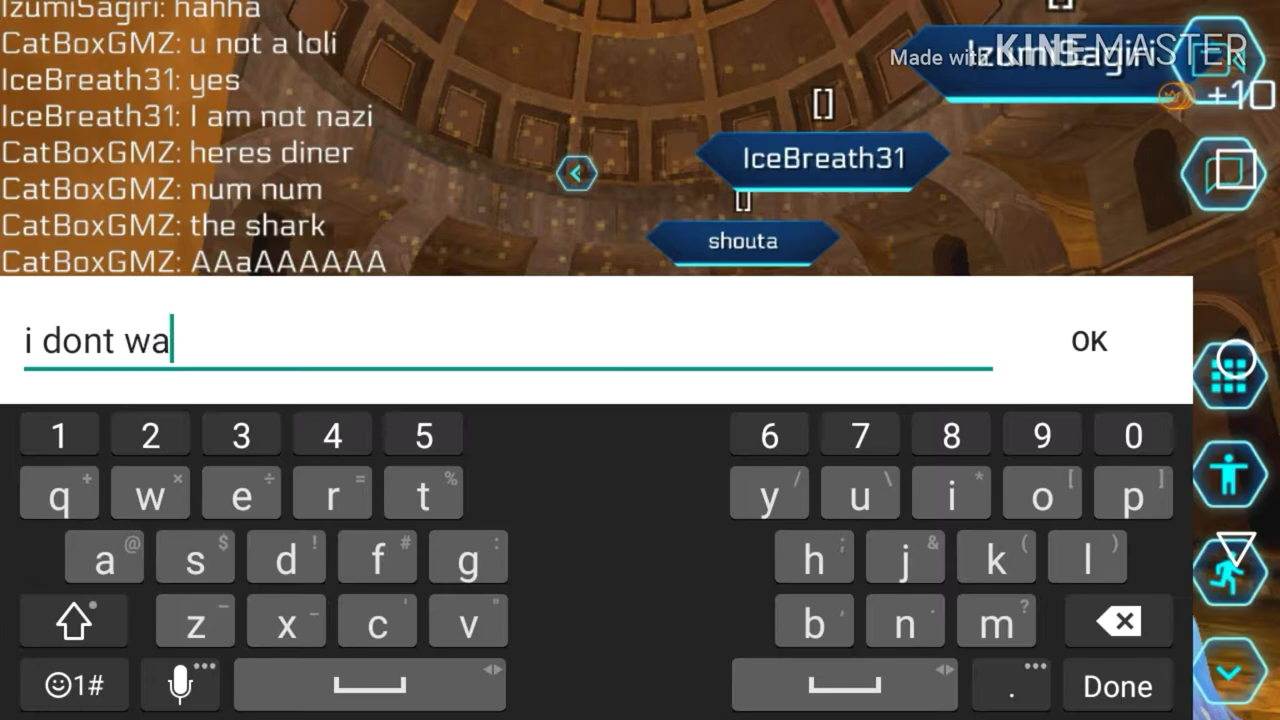 IzumiSagiri: hahha
CatBoxGMZ: u not a loli
IceBreath31: yes
IceBreath31: I am not nazi
CatBoxGMZ: heres diner
CatBoxGMZ: num num
CatBoxGMZ: the shark
CatBoxGMZ: AAaAAAAAA
Made with KINEMASTER
IzumiSagiri
+10
[]
IceBreath31
[]
shouta
i dont wa
OK
1 2 3 4 5 6 7 8 9 0
q + w × e ÷ r = t % y / u \ i * o [ p ]
a @ s $ d ! f # g : h ; j & k ( l )
z - x _ c ' v " b , n . m ?
1# . Done